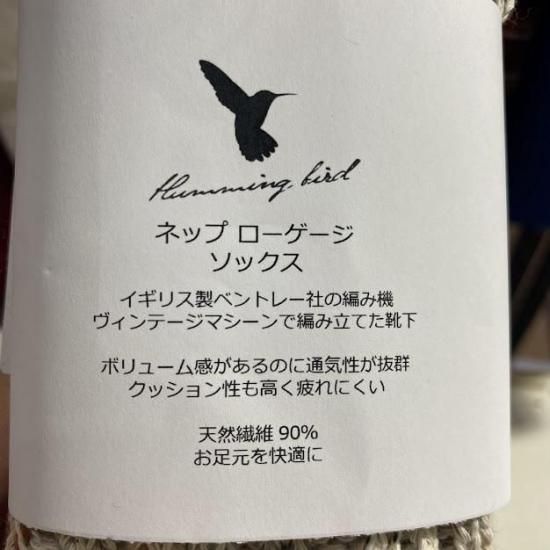 Humming bird
ネップ ローゲージ
ソックス
イギリス製ベントレー社の編み機
ヴィンテージマシーンで編み立てた靴下
ボリューム感があるのに通気性が抜群
クッション性も高く疲れにくい
天然繊維 90%
お足元を快適に